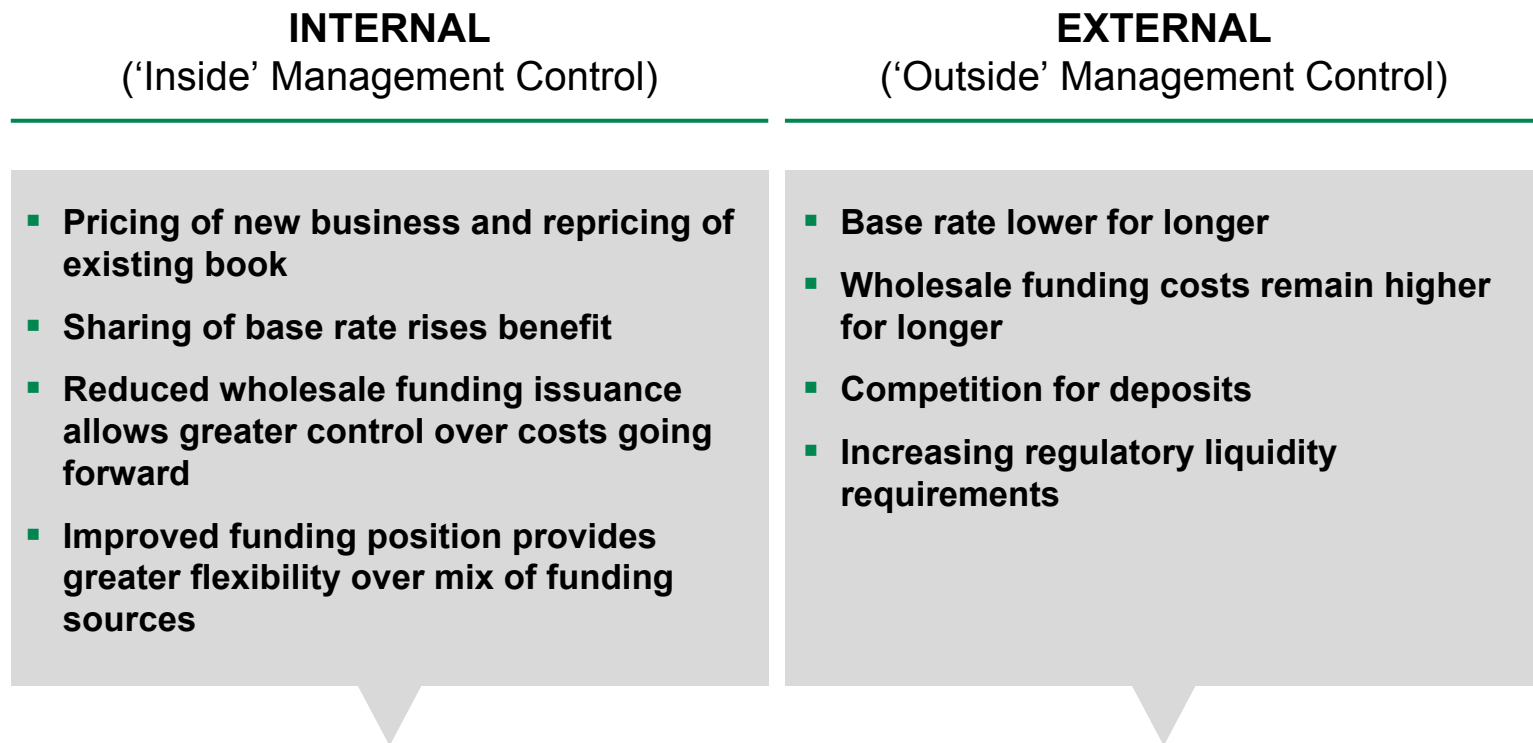 INTERNAL
(‘Inside’ Management Control)
▪ Pricing of new business and repricing of
existing book
▪ Sharing of base rate rises benefit
▪ Reduced wholesale funding issuance
allows greater control over costs going
forward
▪ Improved funding position provides
greater flexibility over mix of funding
sources
EXTERNAL
(‘Outside’ Management Control)
▪ Base rate lower for longer
▪ Wholesale funding costs remain higher
for longer
▪ Competition for deposits
▪ Increasing regulatory liquidity
requirements